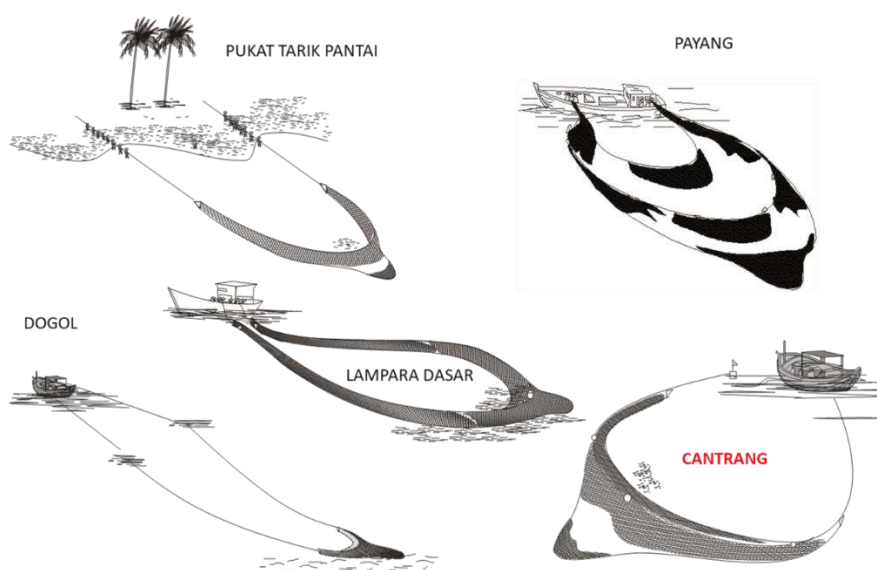 PUKAT TARIK PANTAI
PAYANG
DOGOL
LAMPARA DASAR
CANTRANG